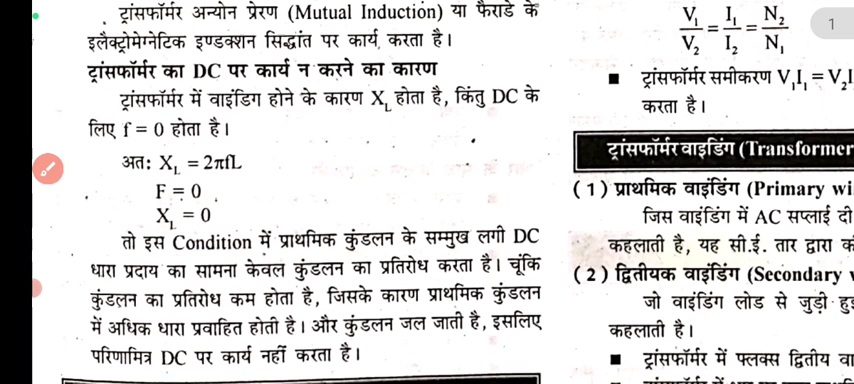 ट्रांसफॉर्मर अन्योन प्रेरण (Mutual Induction) या फैराडे के
इलैक्ट्रोमेग्नेटिक इण्डक्शन सिद्धांत पर कार्य करता है।
ट्रांसफॉर्मर का DC पर कार्य न करने का कारण
ट्रांसफॉर्मर में वाइंडिग होने के कारण X_L होता है, किंतु DC के
लिए f = 0 होता है।
अत: X_L = 2πfL
F = 0
X_L = 0
तो इस Condition में प्राथमिक कुंडलन के सम्मुख लगी DC
धारा प्रदाय का सामना केवल कुंडलन का प्रतिरोध करता है। चूंकि
कुंडलन का प्रतिरोध कम होता है, जिसके कारण प्राथमिक कुंडलन
में अधिक धारा प्रवाहित होती है। और कुंडलन जल जाती है, इसलिए
परिणामित्र DC पर कार्य नहीं करता है।
V₁/V₂ = I₁/I₂ = N₂/N₁
1
■ ट्रांसफॉर्मर समीकरण V₁I₁ = V₂I
करता है।
ट्रांसफॉर्मर वाइडिंग (Transformer
(1) प्राथमिक वाइंडिंग (Primary wi
जिस वाइंडिंग में AC सप्लाई दी
कहलाती है, यह सी.ई. तार द्वारा
(2) द्वितीयक वाइंडिंग (Secondary
जो वाइंडिंग लोड से जुड़ी
कहलाती है।
■ ट्रांसफॉर्मर में फ्लक्स द्वितीय वा